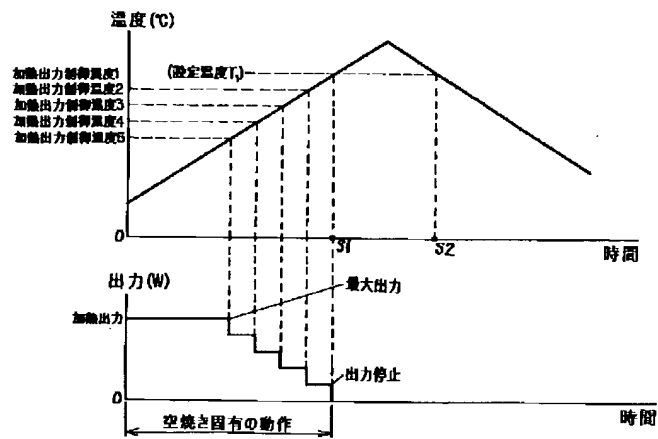 温度(℃)
加熱出力制御温度1
(設定温度T₁)
加熱出力制御温度2
加熱出力制御温度3
加熱出力制御温度4
加熱出力制御温度5
0
S1
S2
時間
出力(W)
最大出力
加熱出力
出力停止
0
時間
空焼き固有の動作